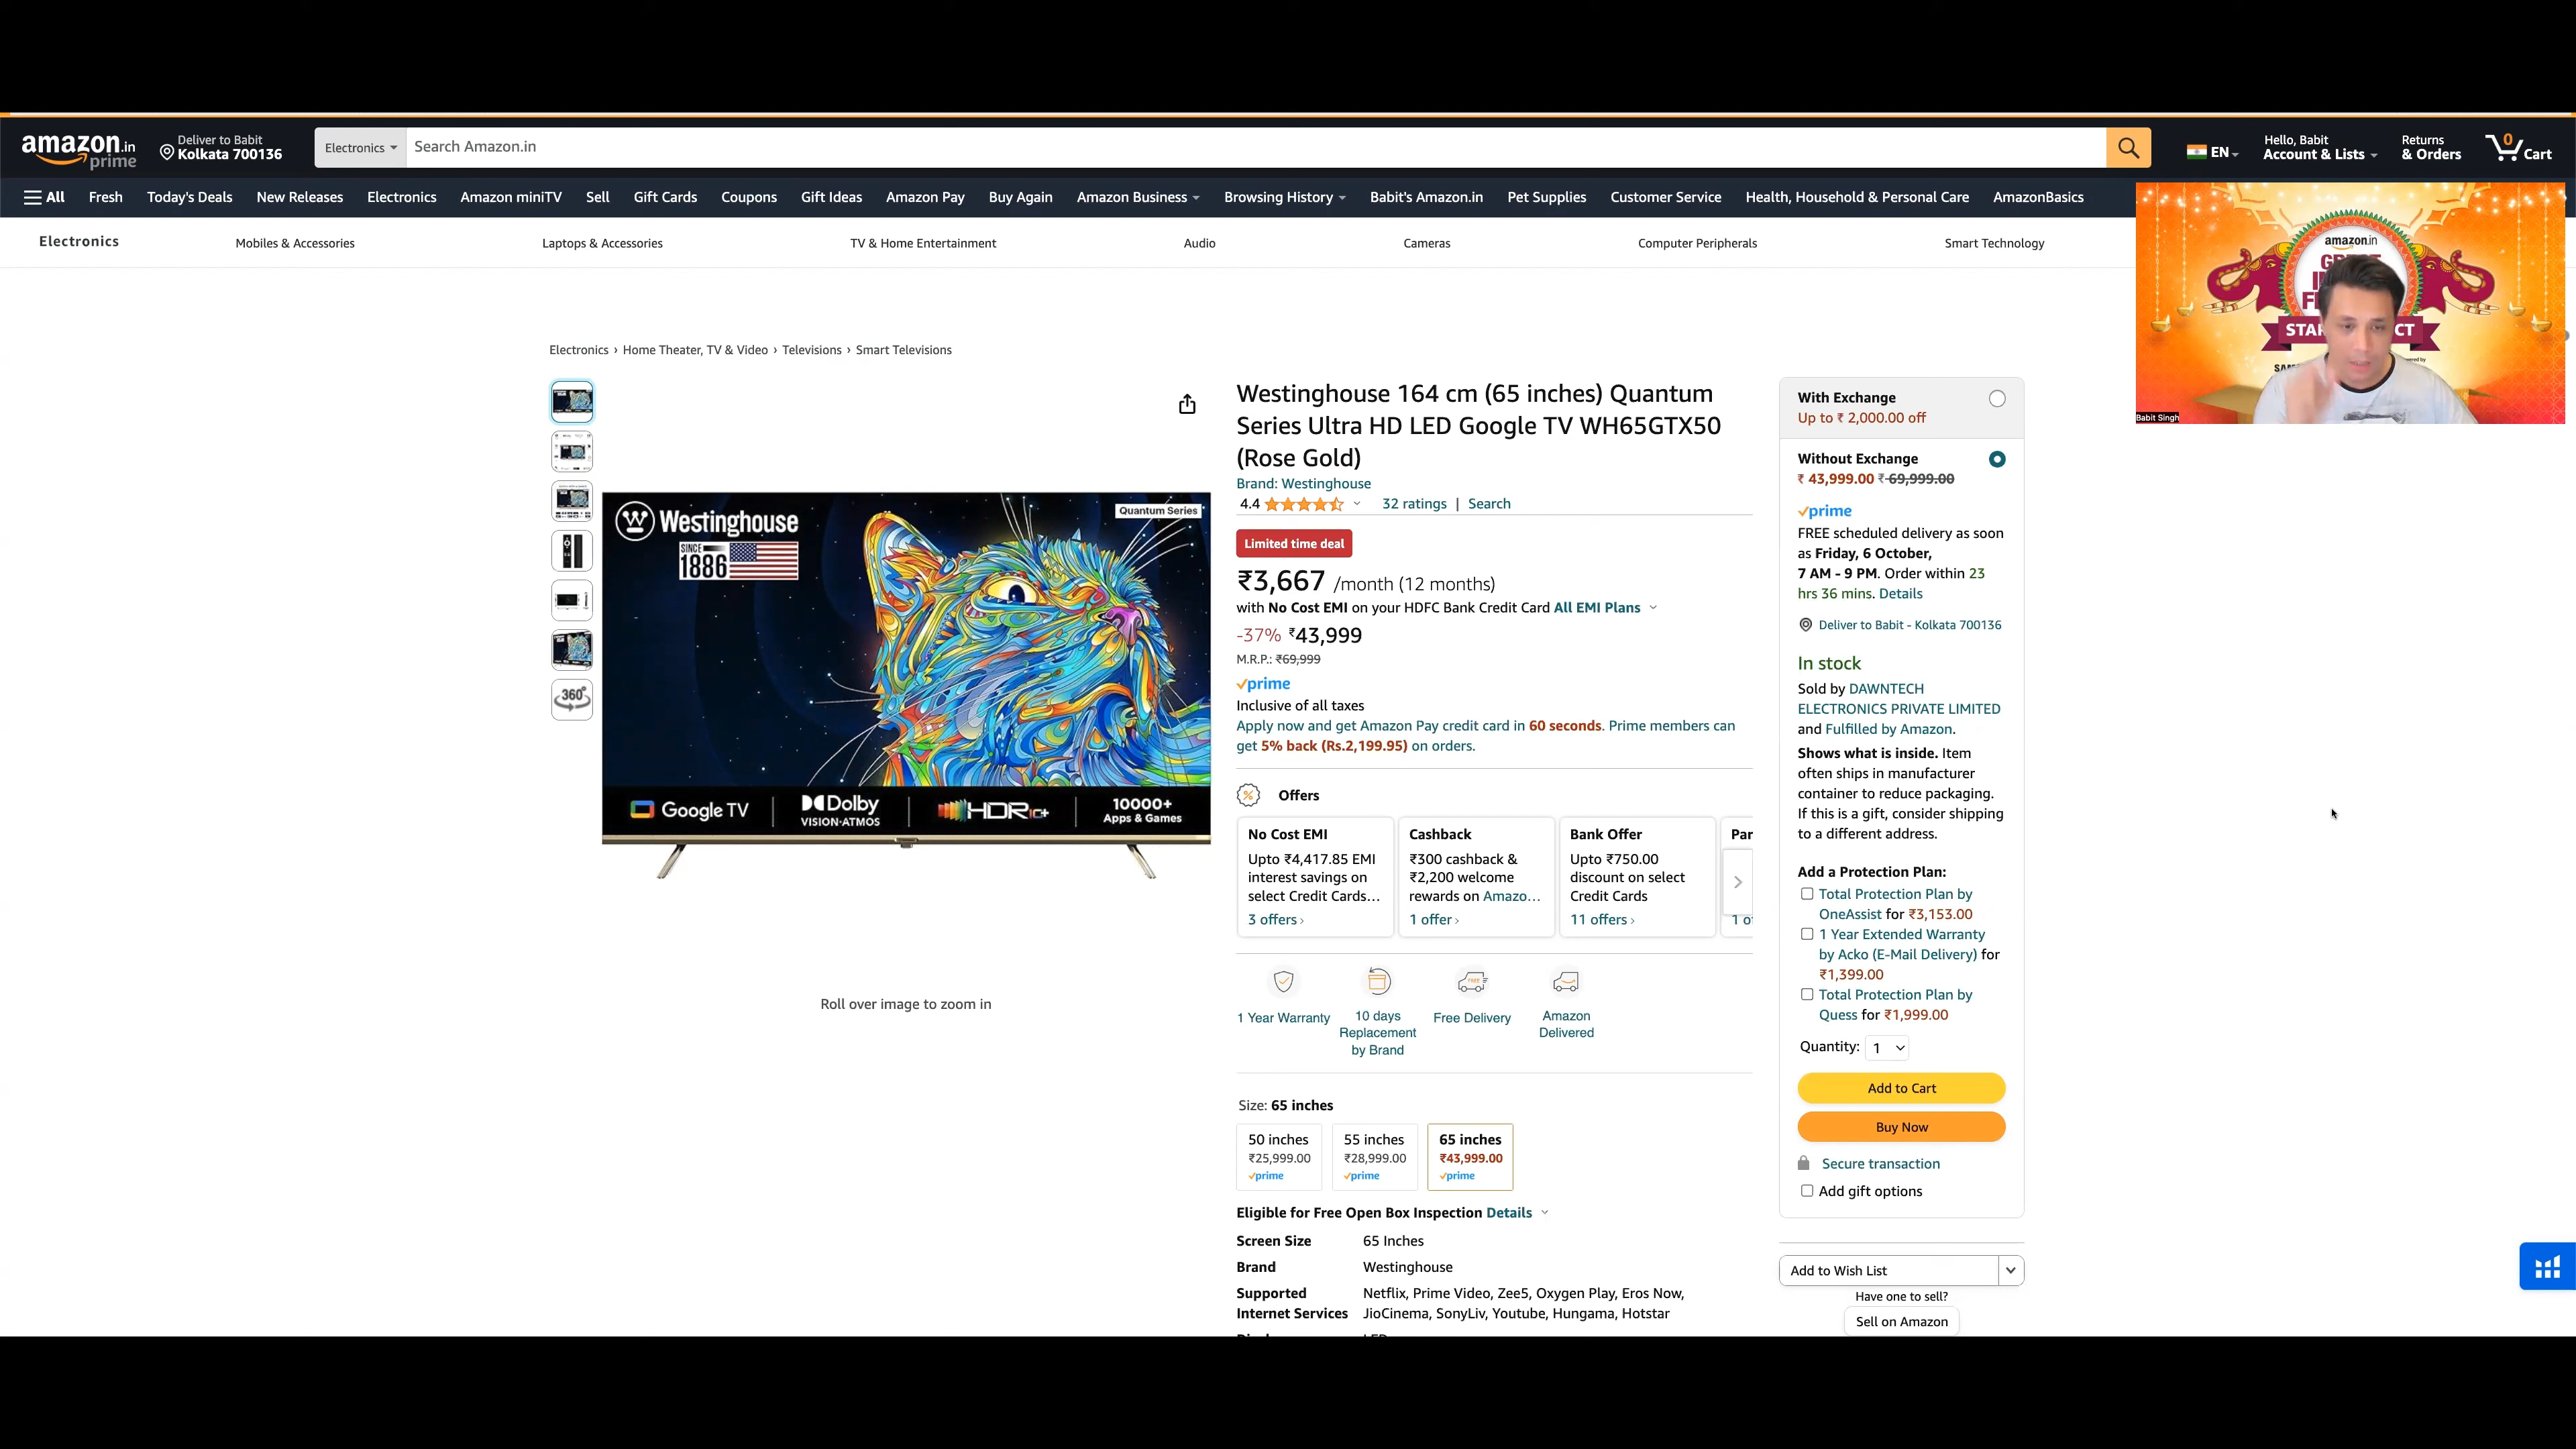 amazon.in
prime
Deliver to Babit
Kolkata 700136
Electronics
Search Amazon.in
EN
Hello, Babit
Account & Lists
Returns
& Orders
0
Cart
All
Fresh
Today's Deals
New Releases
Electronics
Amazon miniTV
Sell
Gift Cards
Coupons
Gift Ideas
Amazon Pay
Buy Again
Amazon Business
Browsing History
Babit's Amazon.in
Pet Supplies
Customer Service
Health, Household & Personal Care
AmazonBasics
Electronics
Mobiles & Accessories
Laptops & Accessories
TV & Home Entertainment
Audio
Cameras
Computer Peripherals
Smart Technology
amazon.in
Babit Singh
Electronics › Home Theater, TV & Video › Televisions › Smart Televisions
360°
Westinghouse
SINCE
1886
Quantum Series
Google TV
Dolby
VISION·ATMOS
HDR10+
10000+
Apps & Games
Roll over image to zoom in
Westinghouse 164 cm (65 inches) Quantum
Series Ultra HD LED Google TV WH65GTX50
(Rose Gold)
Brand: Westinghouse
4.4
32 ratings | Search
Limited time deal
₹3,667 /month (12 months)
with No Cost EMI on your HDFC Bank Credit Card All EMI Plans
-37% ₹43,999
M.R.P.: ₹69,999
prime
Inclusive of all taxes
Apply now and get Amazon Pay credit card in 60 seconds. Prime members can
get 5% back (Rs.2,199.95) on orders.
Offers
No Cost EMI
Upto ₹4,417.85 EMI
interest savings on
select Credit Cards…
3 offers ›
Cashback
₹300 cashback &
₹2,200 welcome
rewards on Amazo…
1 offer ›
Bank Offer
Upto ₹750.00
discount on select
Credit Cards
11 offers ›
Par
1 of
1 Year Warranty
10 days
Replacement
by Brand
Free Delivery
Amazon
Delivered
Size: 65 inches
50 inches
₹25,999.00
prime
55 inches
₹28,999.00
prime
65 inches
₹43,999.00
prime
Eligible for Free Open Box Inspection Details
Screen Size 65 Inches
Brand Westinghouse
Supported Netflix, Prime Video, Zee5, Oxygen Play, Eros Now,
Internet Services JioCinema, SonyLiv, Youtube, Hungama, Hotstar
With Exchange
Up to ₹ 2,000.00 off
Without Exchange
₹ 43,999.00 ₹ 69,999.00
prime
FREE scheduled delivery as soon
as Friday, 6 October,
7 AM - 9 PM. Order within 23
hrs 36 mins. Details
Deliver to Babit - Kolkata 700136
In stock
Sold by DAWNTECH
ELECTRONICS PRIVATE LIMITED
and Fulfilled by Amazon.
Shows what is inside. Item
often ships in manufacturer
container to reduce packaging.
If this is a gift, consider shipping
to a different address.
Add a Protection Plan:
Total Protection Plan by
OneAssist for ₹3,153.00
1 Year Extended Warranty
by Acko (E-Mail Delivery) for
₹1,399.00
Total Protection Plan by
Quess for ₹1,999.00
Quantity: 1
Add to Cart
Buy Now
Secure transaction
Add gift options
Add to Wish List
Have one to sell?
Sell on Amazon